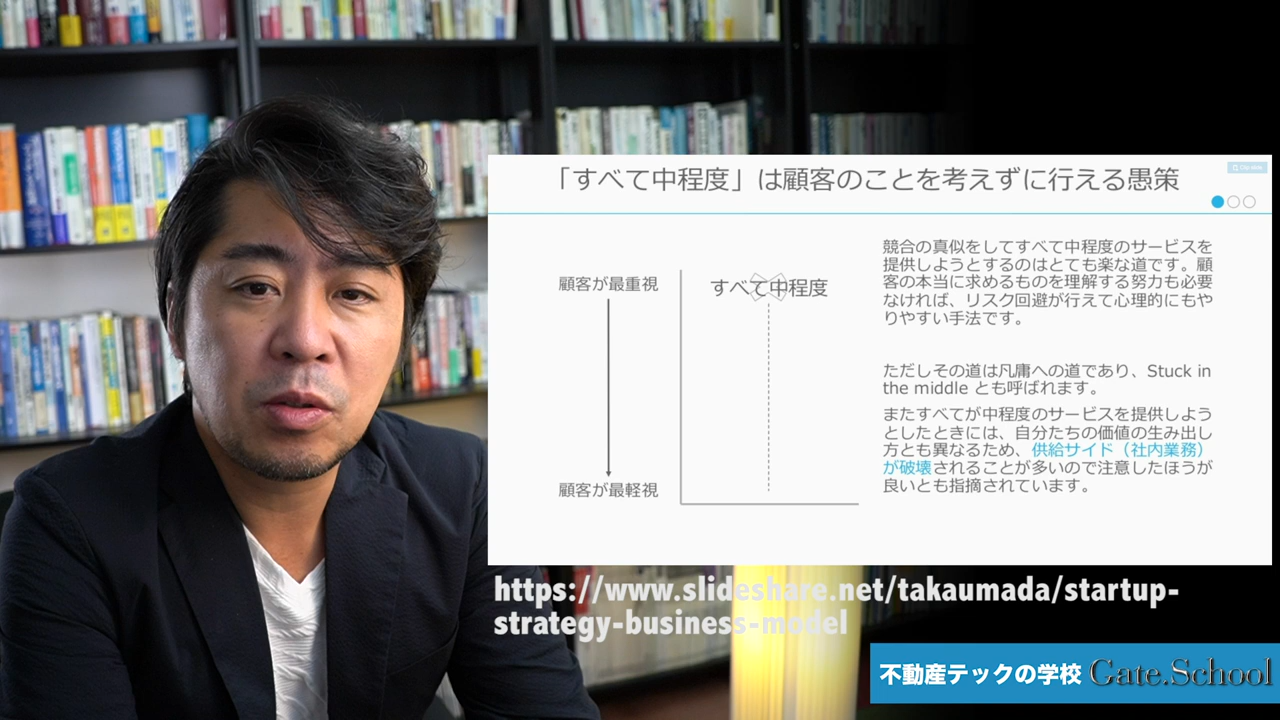 「すべて中程度」は顧客のことを考えずに行える愚策
顧客が最重視
顧客が最軽視
すべて中程度
競合の真似をしてすべて中程度のサービスを
提供しようとするのはとても楽な道です。顧
客の本当に求めるものを理解する努力も必要
なければ、リスク回避が行えて心理的にもや
りやすい手法です。
ただしその道は凡庸への道であり、Stuck in
the middle とも呼ばれます。
またすべてが中程度のサービスを提供しよう
としたときには、自分たちの価値の生み出し
方とも異なるため、供給サイド（社内業務）
が破壊されることが多いので注意したほうが
良いとも指摘されています。
https://www.slideshare.net/takaumada/startup-
strategy-business-model
不動産テックの学校 Gate.School